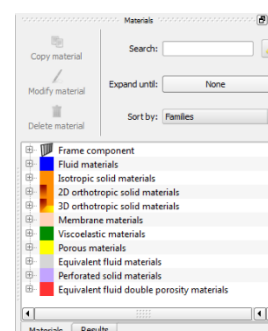 Materials
Copy material
Search:
Modify material
Expand until:
None
Delete material
Sort by:
Families
Frame component
Fluid materials
Isotropic solid materials
2D orthotropic solid materials
3D orthotropic solid materials
Membrane materials
Viscoelastic materials
Porous materials
Equivalent fluid materials
Perforated solid materials
Equivalent fluid double porosity materials
Materials
Results